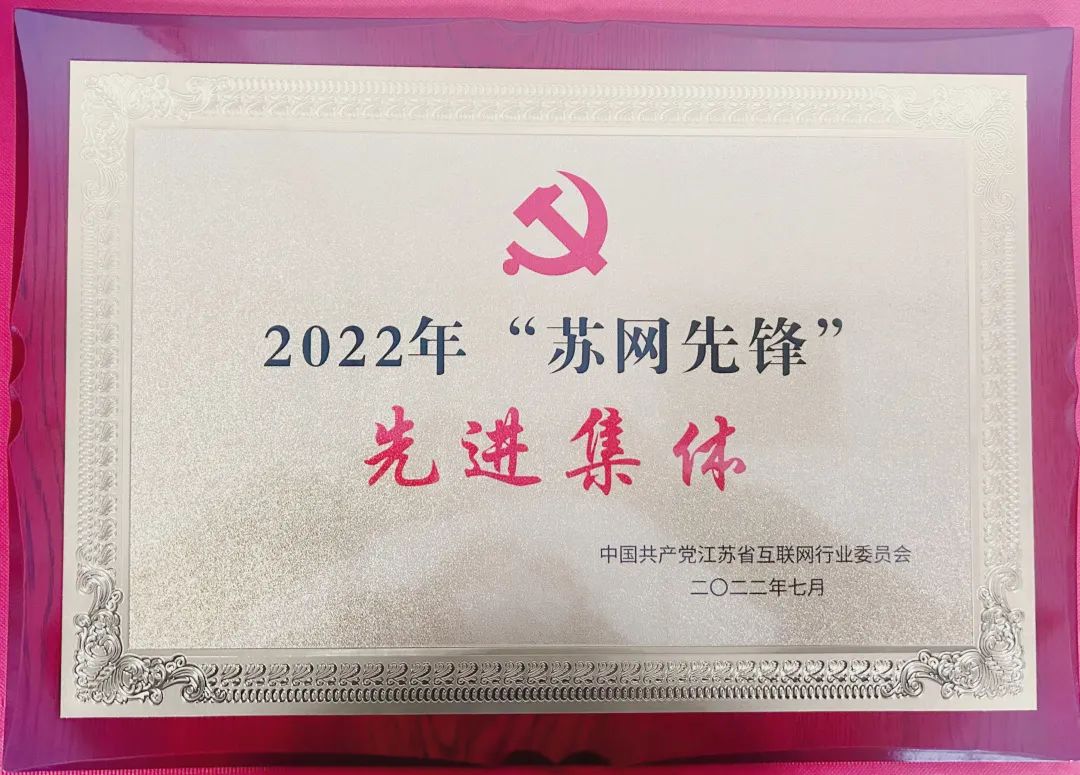 2022年“苏网先锋”
先进集体
中国共产党江苏省互联网行业委员会
二〇二二年七月